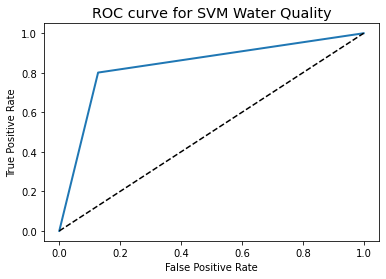 ROC curve for SVM Water Quality
1.0
0.8
0.6
0.4
0.2
0.0
True Positive Rate
0.0 0.2 0.4 0.6 0.8 1.0
False Positive Rate